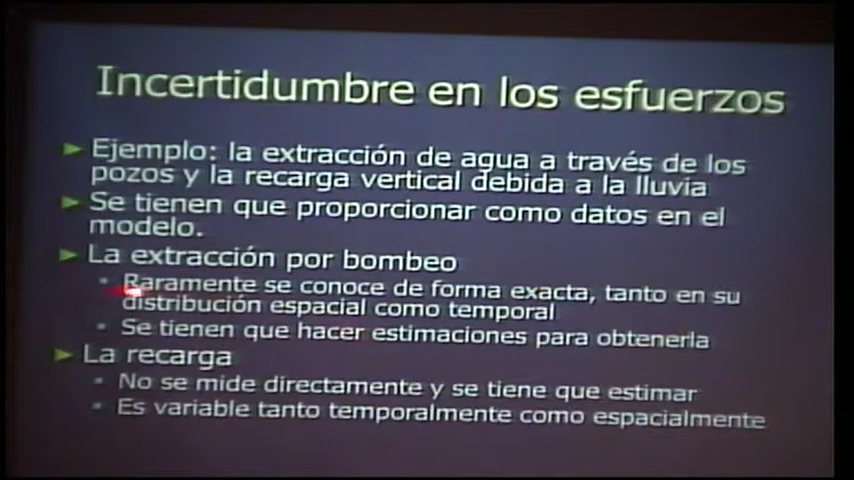 Incertidumbre en los esfuerzos
Ejemplo: la extracción de agua a través de los
pozos y la recarga vertical debida a la lluvia
Se tienen que proporcionar como datos en el
modelo.
La extracción por bombeo
Raramente se conoce de forma exacta, tanto en su
distribución espacial como temporal
Se tienen que hacer estimaciones para obtenerla
La recarga
No se mide directamente y se tiene que estimar
Es variable tanto temporalmente como espacialmente